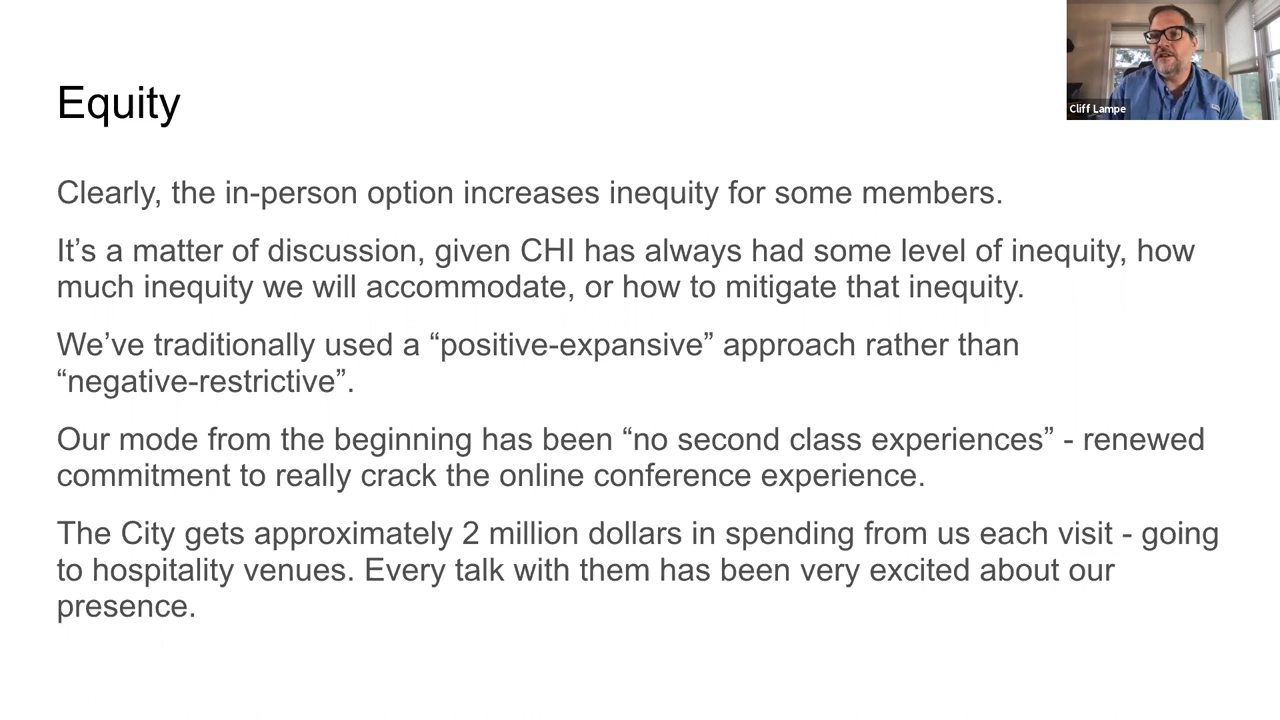 Equity
Cliff Lampe
Clearly, the in-person option increases inequity for some members.
It’s a matter of discussion, given CHI has always had some level of inequity, how
much inequity we will accommodate, or how to mitigate that inequity.
We’ve traditionally used a “positive-expansive” approach rather than
“negative-restrictive”.
Our mode from the beginning has been “no second class experiences” - renewed
commitment to really crack the online conference experience.
The City gets approximately 2 million dollars in spending from us each visit - going
to hospitality venues. Every talk with them has been very excited about our
presence.